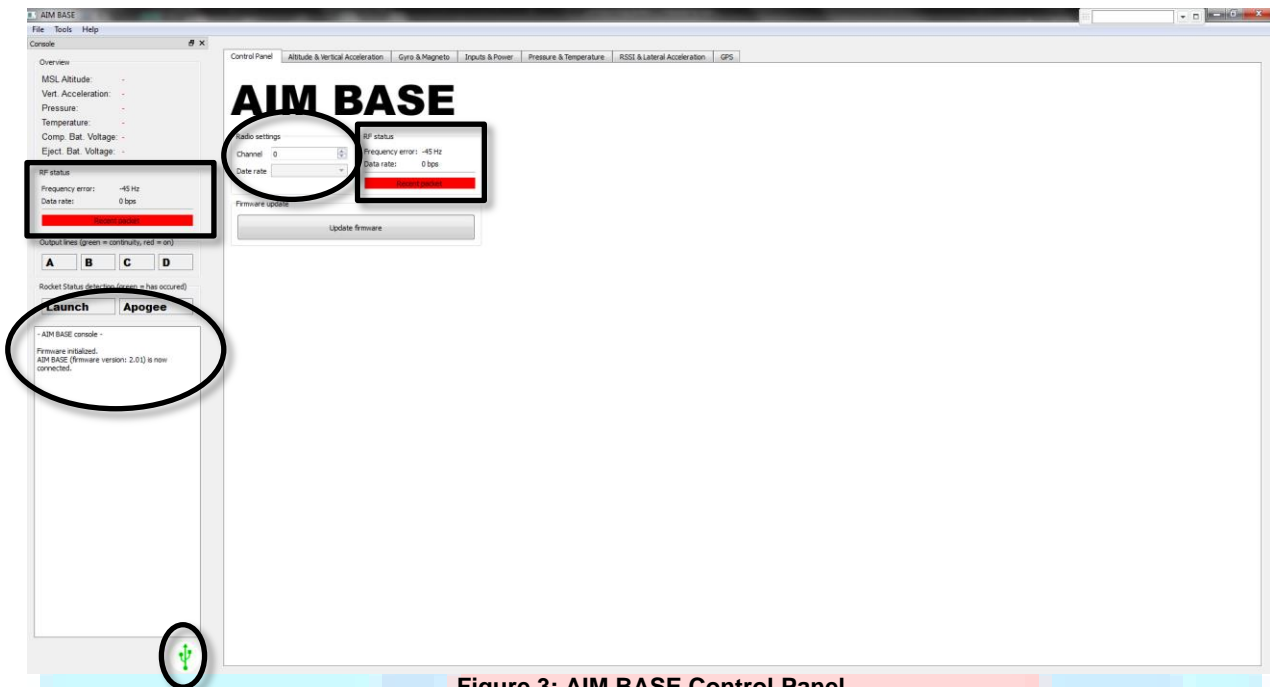 AIM BASE
File Tools Help
Console
Overview
MSL Altitude: -
Vert. Acceleration: -
Pressure: -
Temperature: -
Comp. Bat. Voltage: -
Eject. Bat. Voltage: -
RF status
Frequency error: -45 Hz
Data rate: 0 bps
Recent packet
Output lines (green = continuity, red = on)
A B C D
Rocket Status detection (green = has occured)
Launch Apogee
- AIM BASE console -
Firmware initialized.
AIM BASE (firmware version: 2.01) is now
connected.
Control Panel Altitude & Vertical Acceleration Gyro & Magneto Inputs & Power Pressure & Temperature RSSI & Lateral Acceleration GPS
AIM BASE
Radio settings
Channel 0
Date rate
RF status
Frequency error: -45 Hz
Data rate: 0 bps
Recent packet
Firmware update
Update firmware
Figure 3: AIM BASE Control Panel